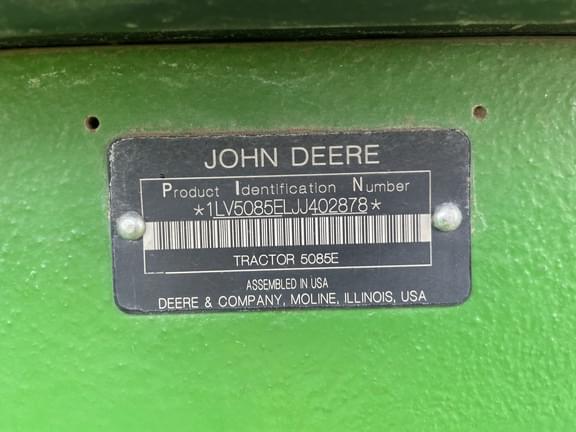 JOHN DEERE
Product Identification Number
*1LV5085ELJJ402878*
TRACTOR 5085E
ASSEMBLED IN USA
DEERE & COMPANY, MOLINE, ILLINOIS, USA